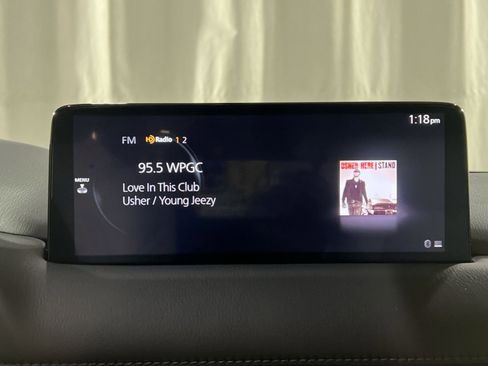 1:18pm
FM HD Radio 1 2
95.5 WPGC
MENU
Love In This Club
Usher / Young Jeezy
USHER HERE I STAND